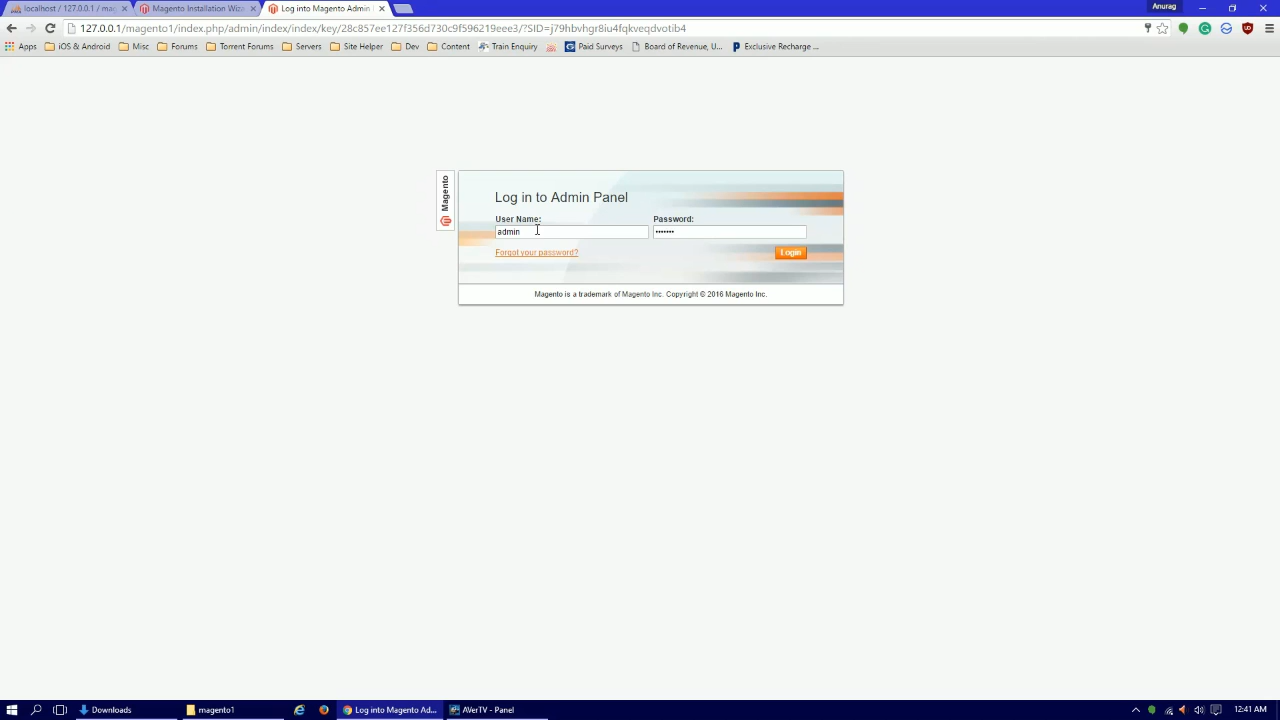 localhost / 127.0.0.1 / ma
Magento Installation Wiz
Log into Magento Admin
Anurag
127.0.0.1/magento1/index.php/admin/index/index/key/28c857ee127f356d730c9f596219eee3/?SID=j79hbvhgr8iu4fqkveqdvotib4
Apps
iOS & Android
Misc
Forums
Torrent Forums
Servers
Site Helper
Dev
Content
Train Enquiry
Paid Surveys
Board of Revenue, U...
Exclusive Recharge ...
Magento
Log in to Admin Panel
User Name:
Password:
admin
•••••••
Forgot your password?
Login
Magento is a trademark of Magento Inc. Copyright © 2016 Magento Inc.
Downloads
magento1
Log into Magento Ad...
AVerTV - Panel
12:41 AM